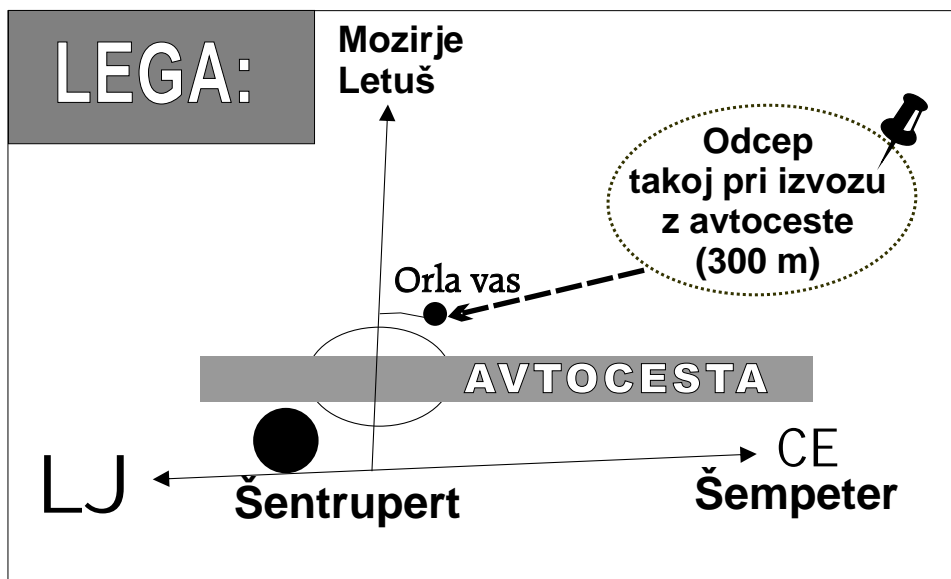 LEGA:
Mozirje
Letuš
Odcep
takoj pri izvozu
z avtoceste
(300 m)
Orla vas
AVTOCESTA
LJ
Šentrupert
CE
Šempeter